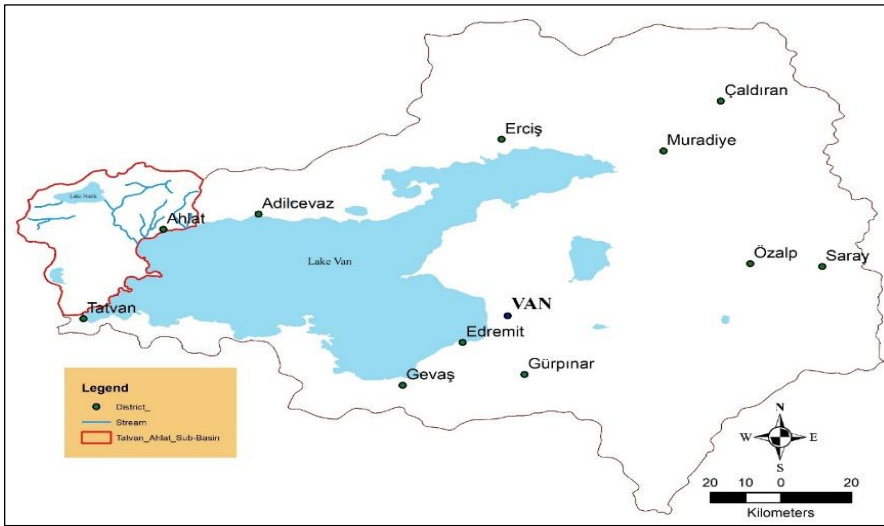 Çaldıran
Erciş
Muradiye
Lake Nazik
Adilcevaz
Ahlat
Lake Van
Özalp
Saray
VAN
Tatvan
Edremit
Gürpınar
Gevaş
Legend
District_
Stream
Tatvan_Ahlat_Sub-Basin
N
W
E
S
20 10 0 20
Kilometers